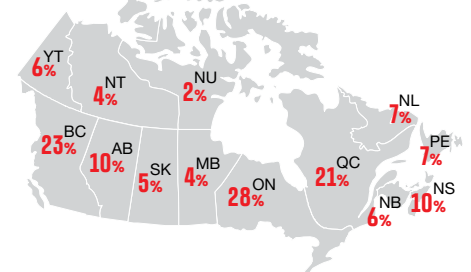 YT
6%
NT
4%
NU
2%
BC
23%
AB
10%
SK
5%
MB
4%
ON
28%
QC
21%
NL
7%
PE
7%
NB
6%
NS
10%